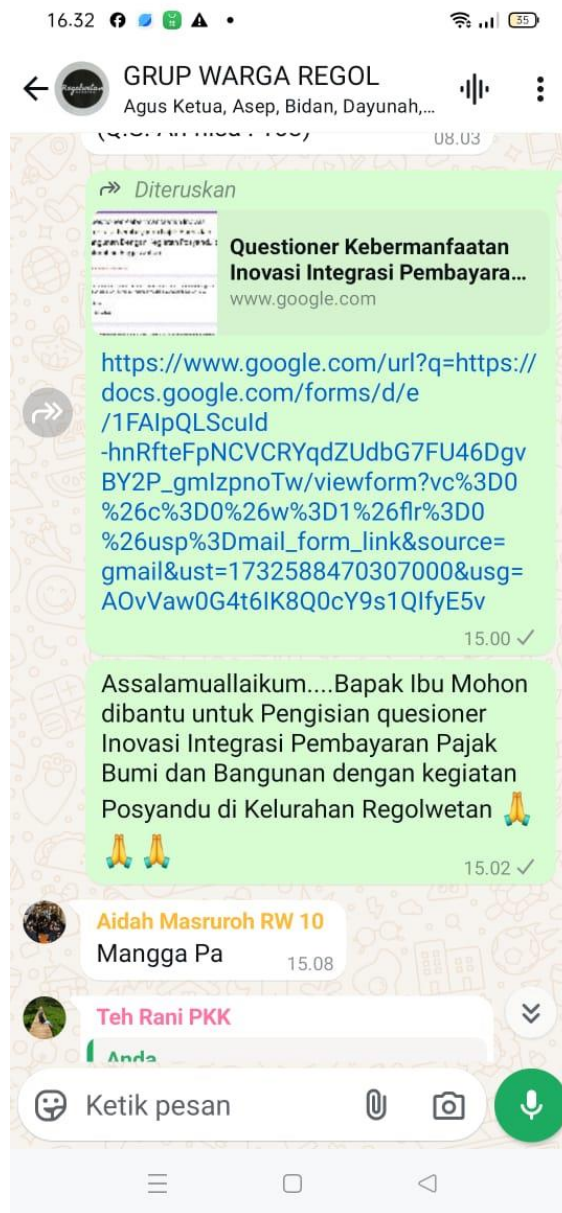 16.32
35
GRUP WARGA REGOL
Agus Ketua, Asep, Bidan, Dayunah,...
08.03
Diteruskan
Questioner Kebermanfaatan
Inovasi Integrasi Pembayara...
www.google.com
https://www.google.com/url?q=https://
docs.google.com/forms/d/e
/1FAIpQLScuId
-hnRfteFpNCVCRYqdZUdbG7FU46Dgv
BY2P_gmIzpnoTw/viewform?vc%3D0
%26c%3D0%26w%3D1%26flr%3D0
%26usp%3Dmail_form_link&source=
gmail&ust=1732588470307000&usg=
AOvVaw0G4t6IK8Q0cY9s1QIfyE5v
15.00
Assalamuallaikum....Bapak Ibu Mohon
dibantu untuk Pengisian quesioner
Inovasi Integrasi Pembayaran Pajak
Bumi dan Bangunan dengan kegiatan
Posyandu di Kelurahan Regolwetan 🙏
🙏 🙏
15.02
Aidah Masruroh RW 10
Mangga Pa
15.08
Teh Rani PKK
Anda
Ketik pesan